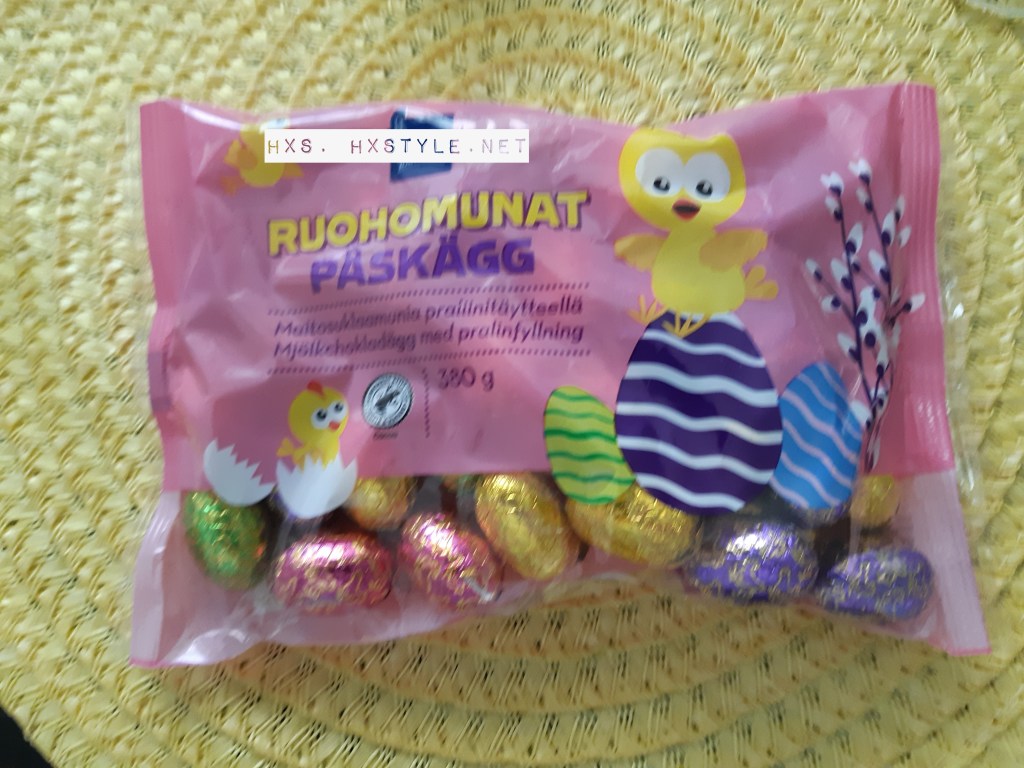 HXS. HXSTYLE.NET
RUOHOMUNAT
PÅSKÄGG
Maitosuklaamunia praliinitäytteellä
Mjölkchokladägg med pralinfyllning
380 g